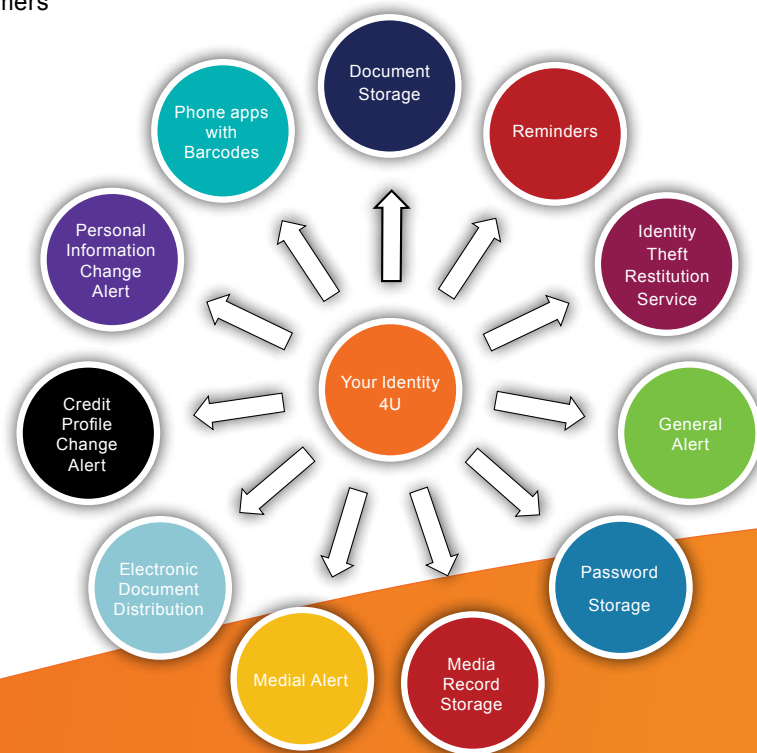 Document
Storage
Reminders
Identity
Theft
Restitution
Service
General
Alert
Password
Storage
Media
Record
Storage
Medial Alert
Electronic
Document
Distribution
Credit
Profile
Change
Alert
Personal
Information
Change
Alert
Phone apps
with
Barcodes
Your Identity
4U